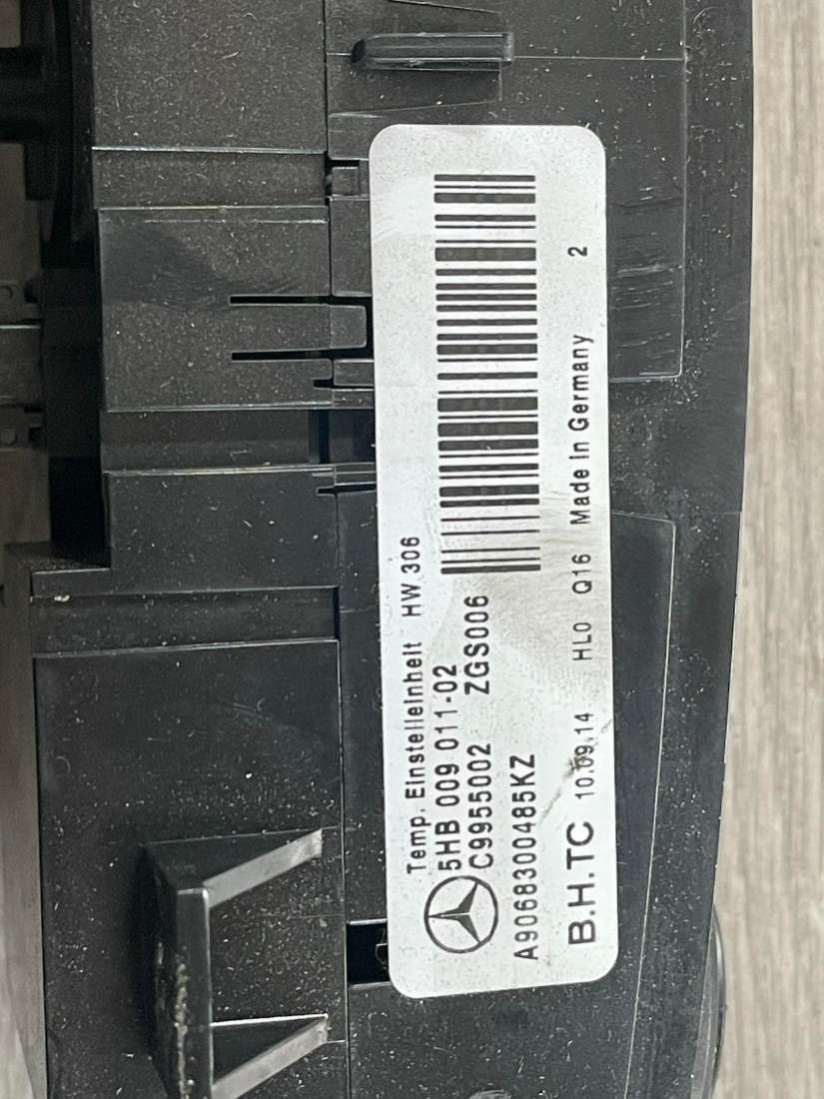 Temp. Einstelleinheit HW 306
5HB 009 011-02
C9955002 ZGS006
A9068300485KZ
B.H.TC 10.09.14 HL0 Q16 Made in Germany 2